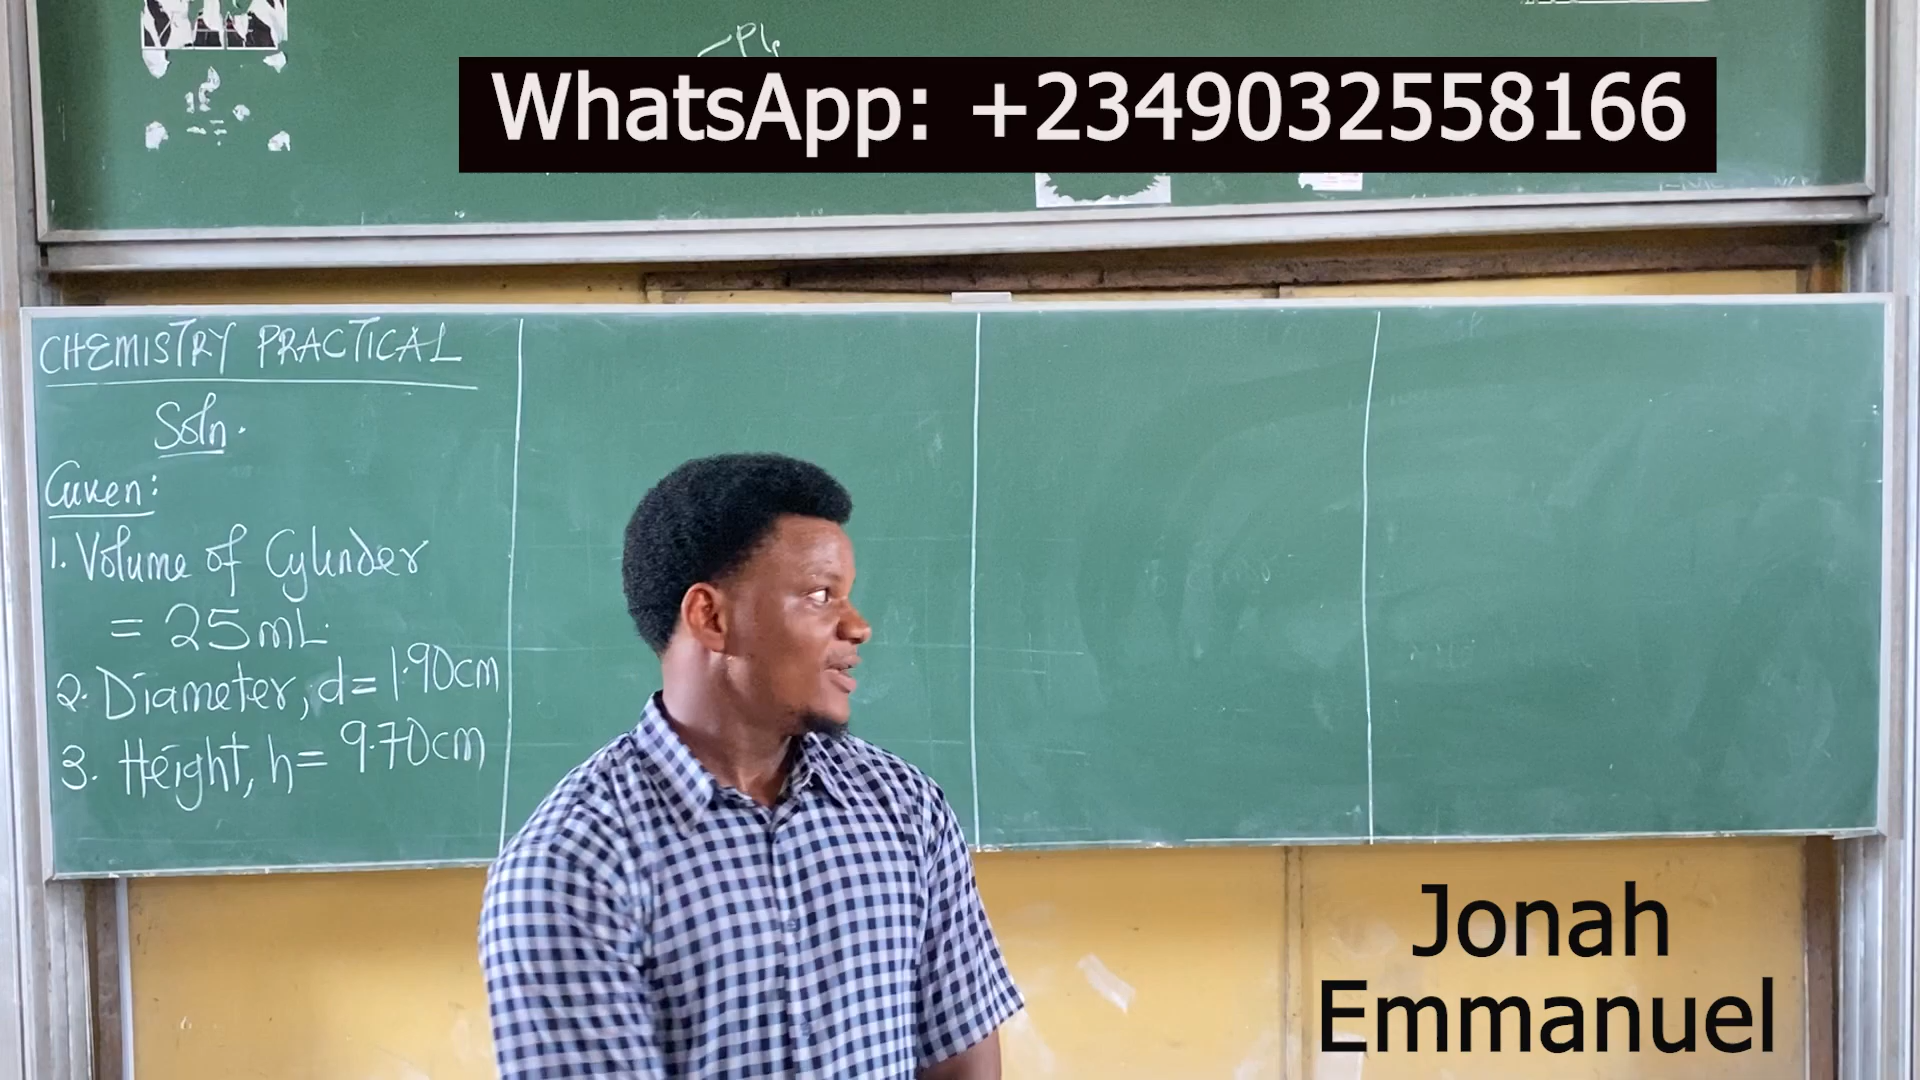 WhatsApp: +2349032558166
CHEMISTRY PRACTICAL
Soln.
Given:
1. Volume of Cylinder
= 25mL
2. Diameter, d = 1.90cm
3. Height, h = 9.70cm
Jonah
Emmanuel